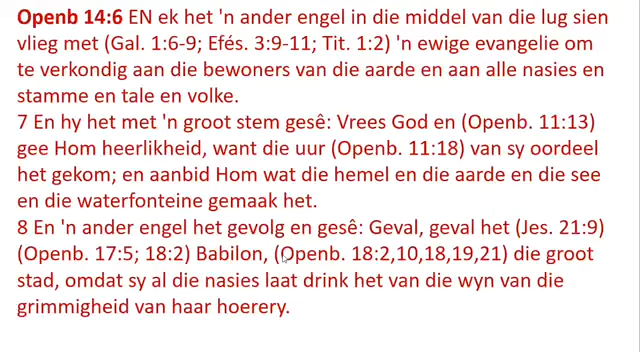 Openb 14:6 EN ek het 'n ander engel in die middel van die lug sien
vlieg met (Gal. 1:6-9; Efés. 3:9-11; Tit. 1:2) 'n ewige evangelie om
te verkondig aan die bewoners van die aarde en aan alle nasies en
stamme en tale en volke.
7 En hy het met 'n groot stem gesê: Vrees God en (Openb. 11:13)
gee Hom heerlikheid, want die uur (Openb. 11:18) van sy oordeel
het gekom; en aanbid Hom wat die hemel en die aarde en die see
en die waterfonteine gemaak het.
8 En 'n ander engel het gevolg en gesê: Geval, geval het (Jes. 21:9)
(Openb. 17:5; 18:2) Babilon, (Openb. 18:2,10,18,19,21) die groot
stad, omdat sy al die nasies laat drink het van die wyn van die
grimmigheid van haar hoerery.